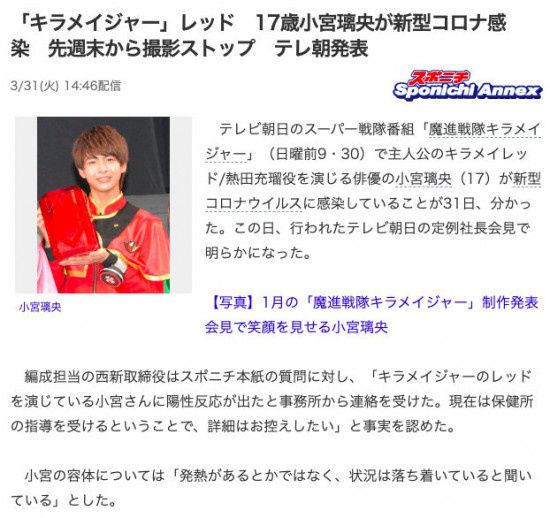 「キラメイジャー」レッド　17歳小宮璃央が新型コロナ感
染　先週末から撮影ストップ　テレ朝発表
3/31(火) 14:46配信
スポニチ
Sponichi Annex
テレビ朝日のスーパー戦隊番組「魔進戦隊キラメイ
ジャー」（日曜前9・30）で主人公のキラメイレッ
ド/熱田充瑠役を演じる俳優の小宮璃央（17）が新型
コロナウイルスに感染していることが31日、分かっ
た。この日、行われたテレビ朝日の定例社長会見で
明らかになった。
小宮璃央
【写真】1月の「魔進戦隊キラメイジャー」制作発表
会見で笑顔を見せる小宮璃央
編成担当の西新取締役はスポニチ本紙の質問に対し、「キラメイジャーのレッド
を演じている小宮さんに陽性反応が出たと事務所から連絡を受けた。現在は保健所
の指導を受けるということで、詳細はお控えしたい」と事実を認めた。
小宮の容体については「発熱があるとかではなく、状況は落ち着いていると聞い
ている」とした。